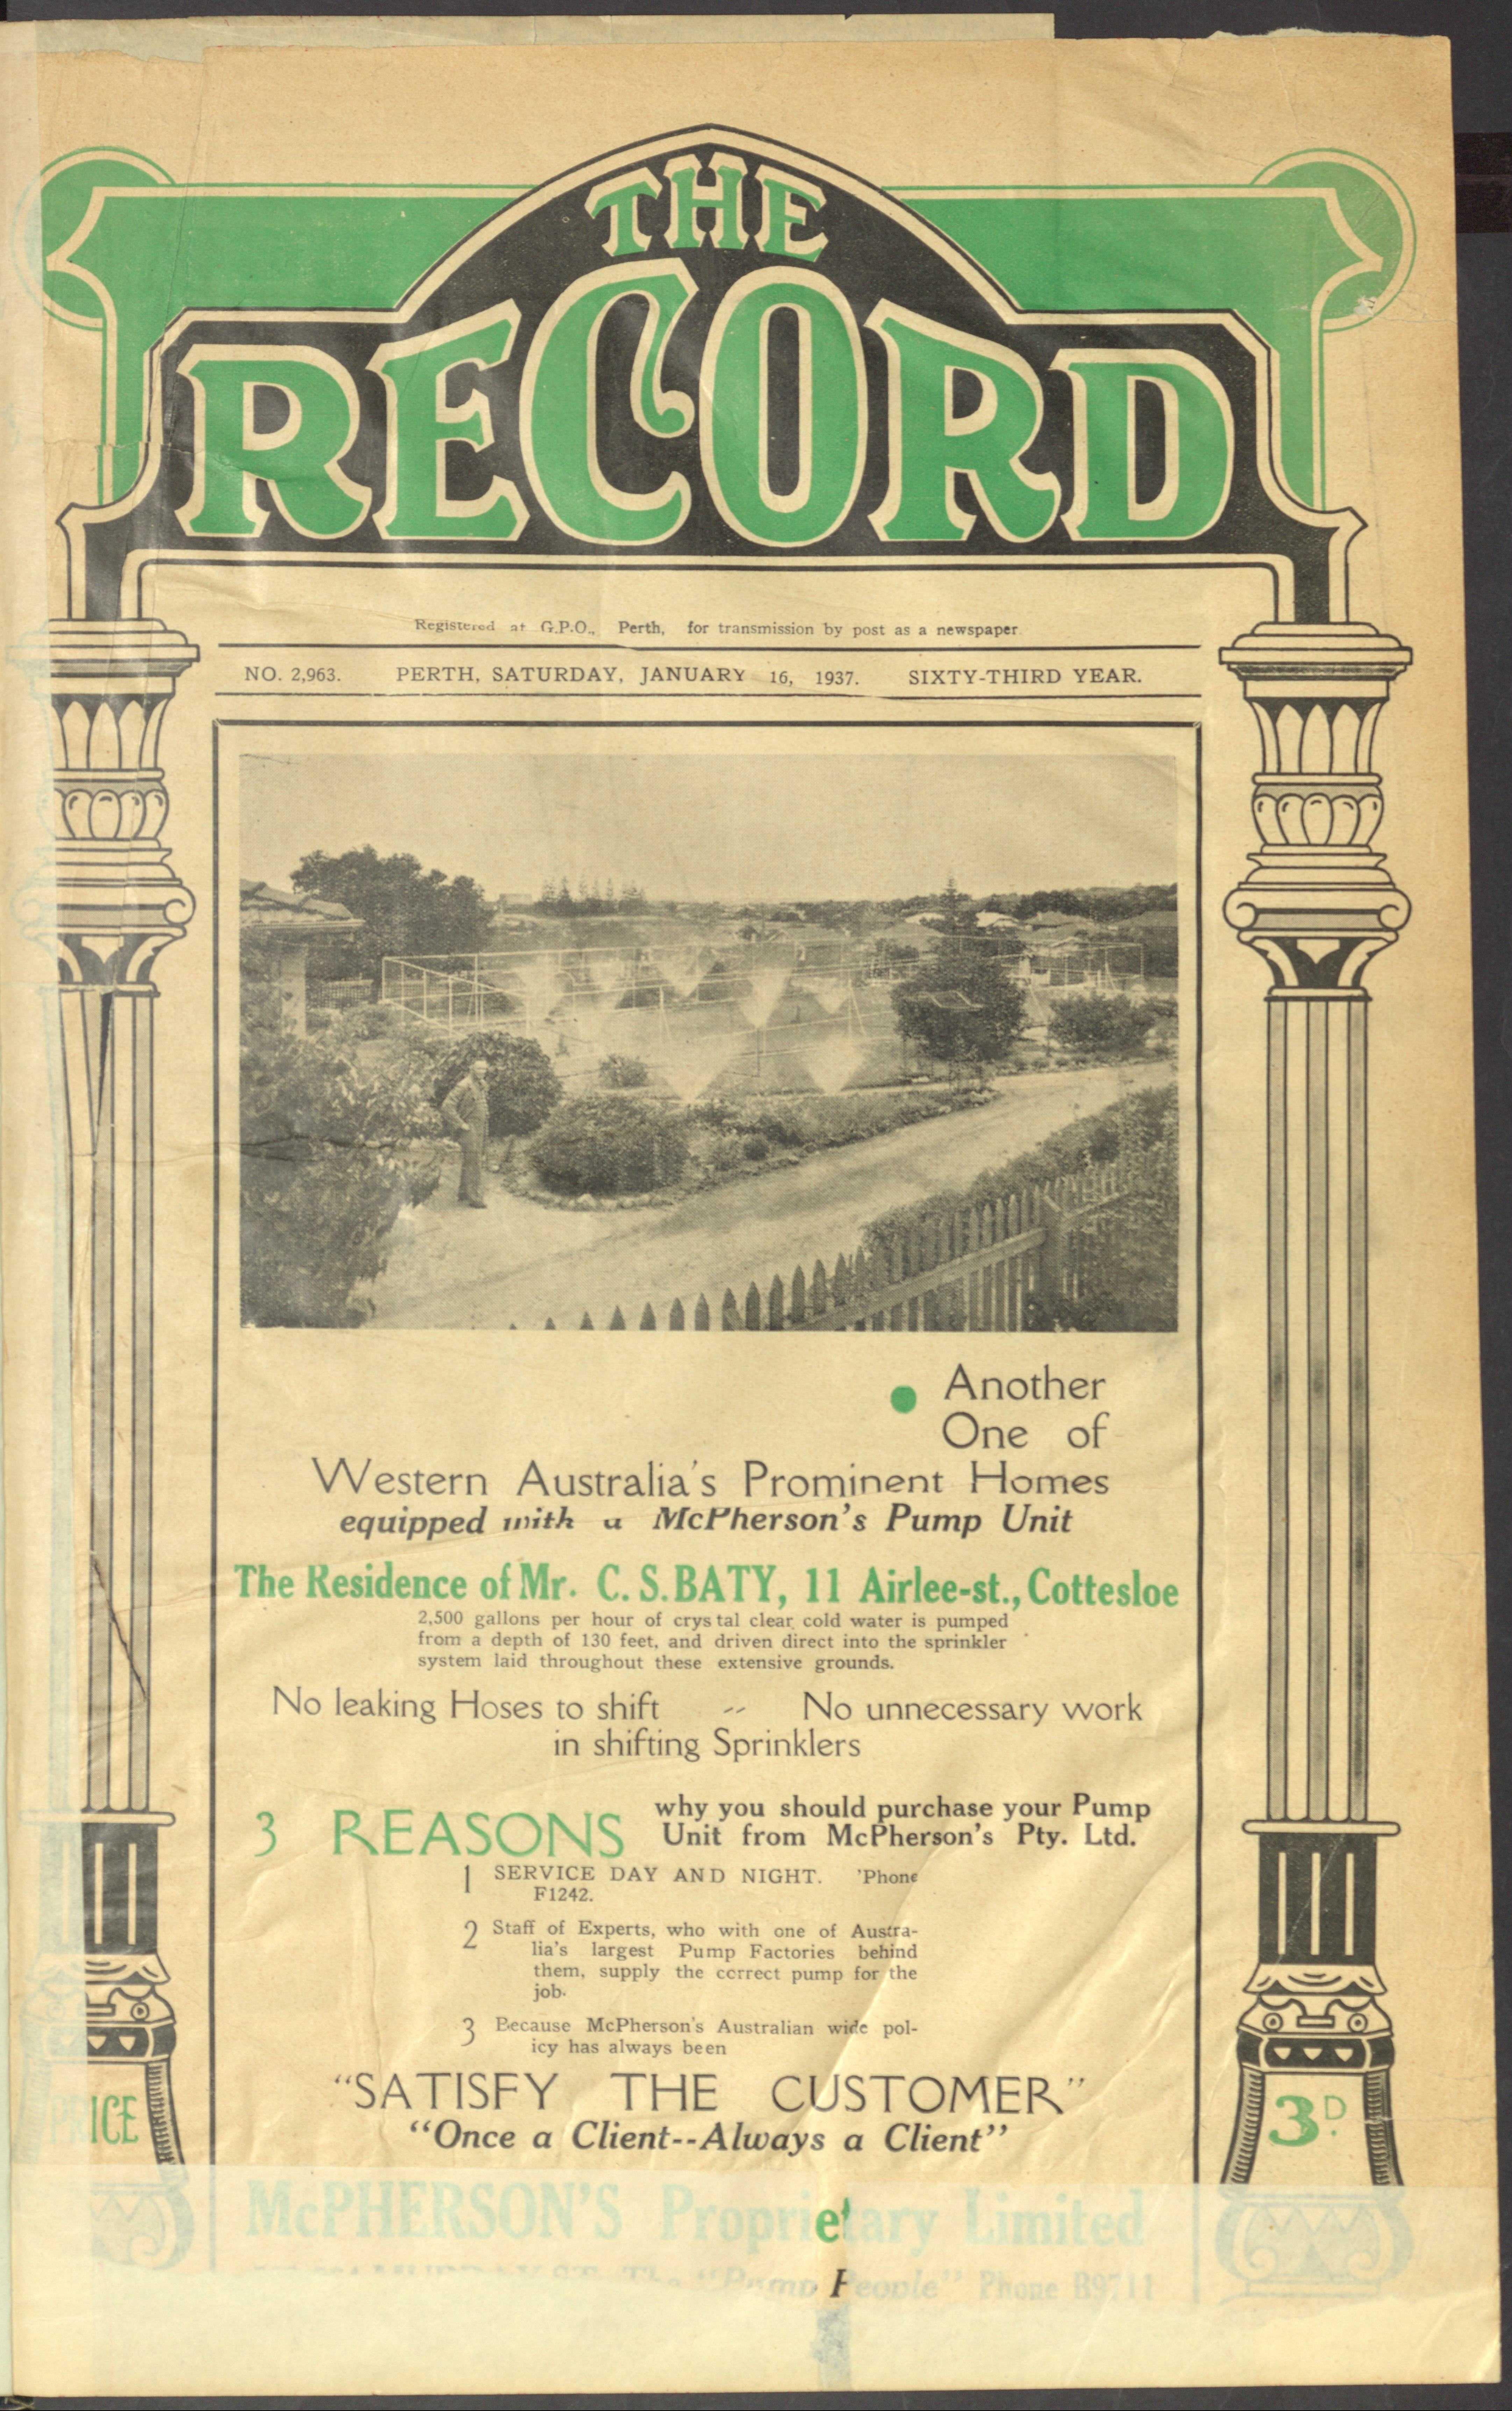 THE
RECORD
Registered at G.P.O., Perth, for transmission by post as a newspaper
NO. 2,963. PERTH, SATURDAY, JANUARY 16, 1937. SIXTY-THIRD YEAR.
Another
One of
Western Australia's Prominent Homes
equipped with a McPherson's Pump Unit
The Residence of Mr. C. S. BATY, 11 Airlee-st., Cottesloe
2,500 gallons per hour of crys tal clear cold water is pumped
from a depth of 130 feet, and driven direct into the sprinkler
system laid throughout these extensive grounds.
No leaking Hoses to shift -- No unnecessary work
in shifting Sprinklers
3 REASONS why you should purchase your Pump
Unit from McPherson's Pty. Ltd.
1 SERVICE DAY AND NIGHT. 'Phone
F1242.
2 Staff of Experts, who with one of Austra-
lia's largest Pump Factories behind
them, supply the correct pump for the
job.
3 Because McPherson's Australian wide pol-
icy has always been
"SATISFY THE CUSTOMER"
"Once a Client--Always a Client"
PRICE
3D.
McPHERSON'S Proprietary Limited
MURRAY ST. The "Pump People" Phone B9711